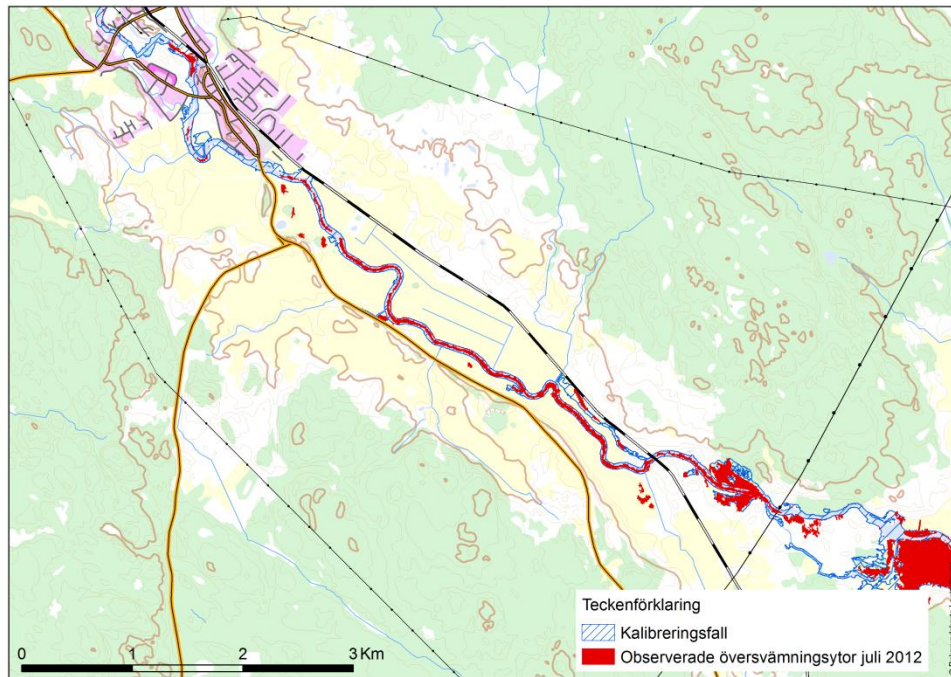 Teckenförklaring
Kalibreringsfall
Observerade översvämningsytor juli 2012
0 1 2 3 Km